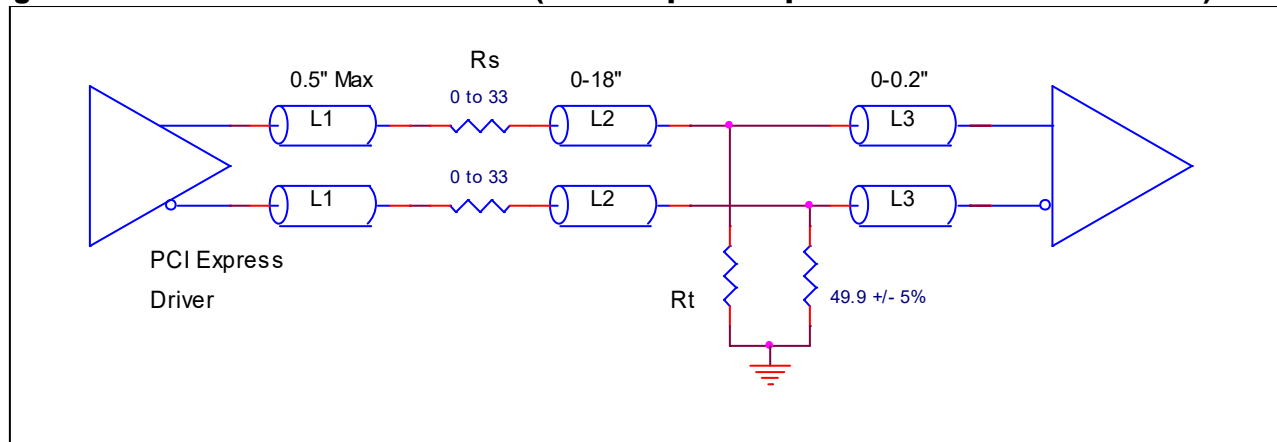 Rs
0.5" Max
0-18"
0-0.2"
0 to 33
L1
L2
L3
0 to 33
L1
L2
L3
PCI Express
Driver
Rt
49.9 +/- 5%